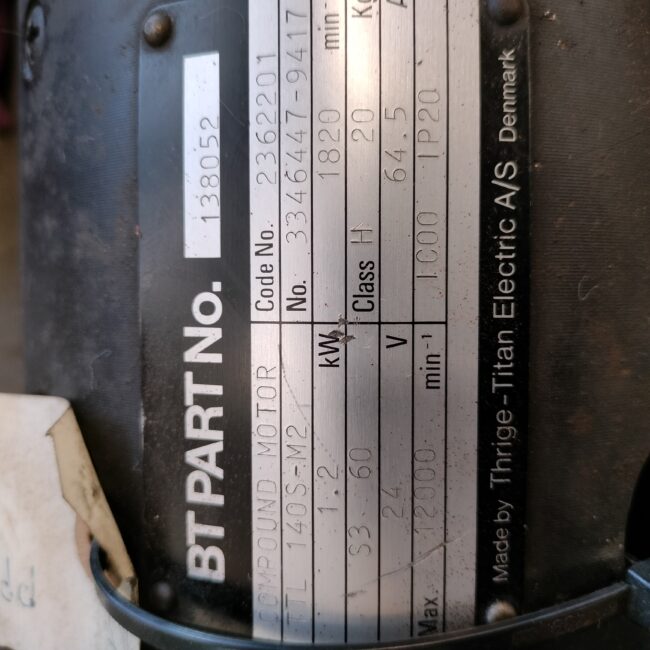 BT PART No. 138052
COMPOUND MOTOR Code No. 2362201
TTL 140S-M2 No. 3346447-9417
1.2 kW 1820 min
S3 60 Class H 20 Kg
24 V 64.5 A
Max. 12000 min⁻¹ IC00 IP20
Made by Thrige-Titan Electric A/S Denmark